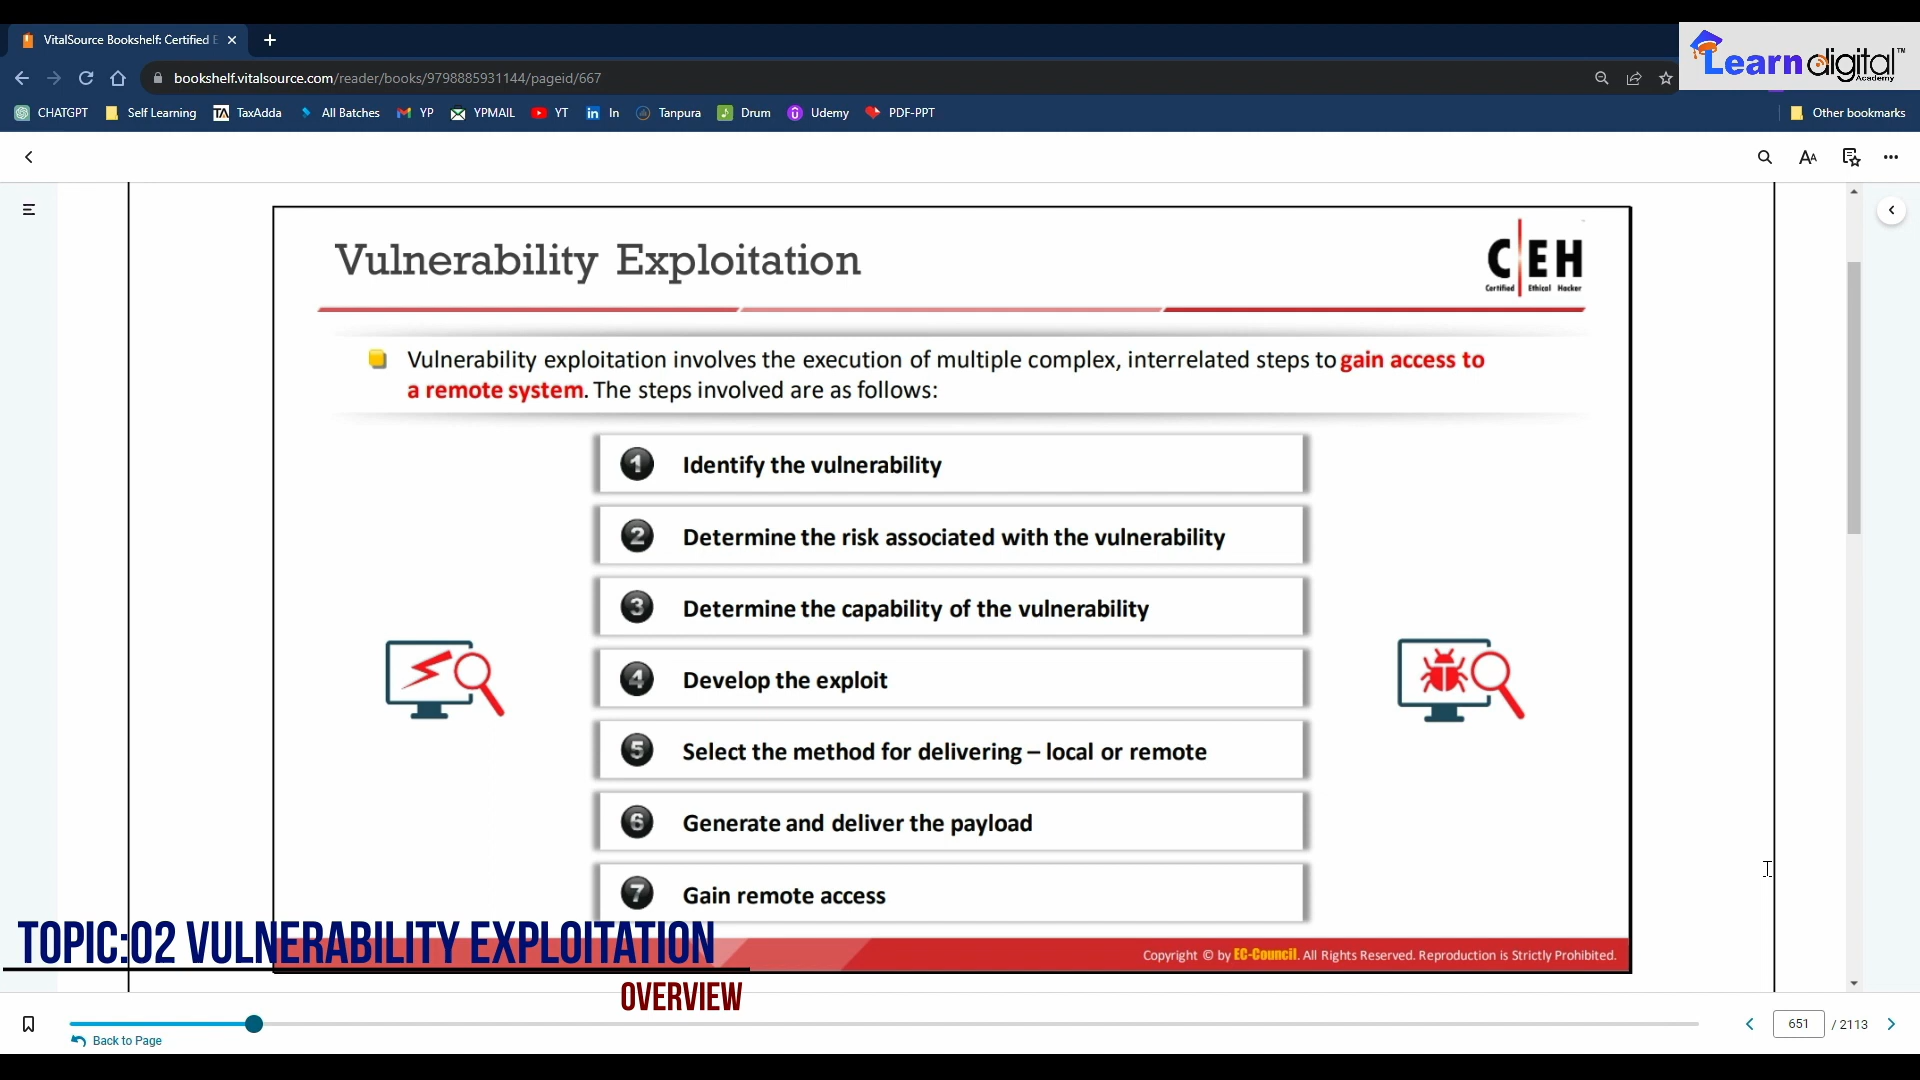 VitalSource Bookshelf: Certified E
Learn digital™
Academy
bookshelf.vitalsource.com/reader/books/9798885931144/pageid/667
CHATGPT Self Learning TaxAdda All Batches YP YPMAIL YT In Tanpura Drum Udemy PDF-PPT Other bookmarks
Vulnerability Exploitation
C|EH
Certified Ethical Hacker
Vulnerability exploitation involves the execution of multiple complex, interrelated steps to gain access to
a remote system. The steps involved are as follows:
1 Identify the vulnerability
2 Determine the risk associated with the vulnerability
3 Determine the capability of the vulnerability
4 Develop the exploit
5 Select the method for delivering – local or remote
6 Generate and deliver the payload
7 Gain remote access
TOPIC:02 VULNERABILITY EXPLOITATION
Copyright © by EC-Council. All Rights Reserved. Reproduction is Strictly Prohibited.
OVERVIEW
651 / 2113
Back to Page